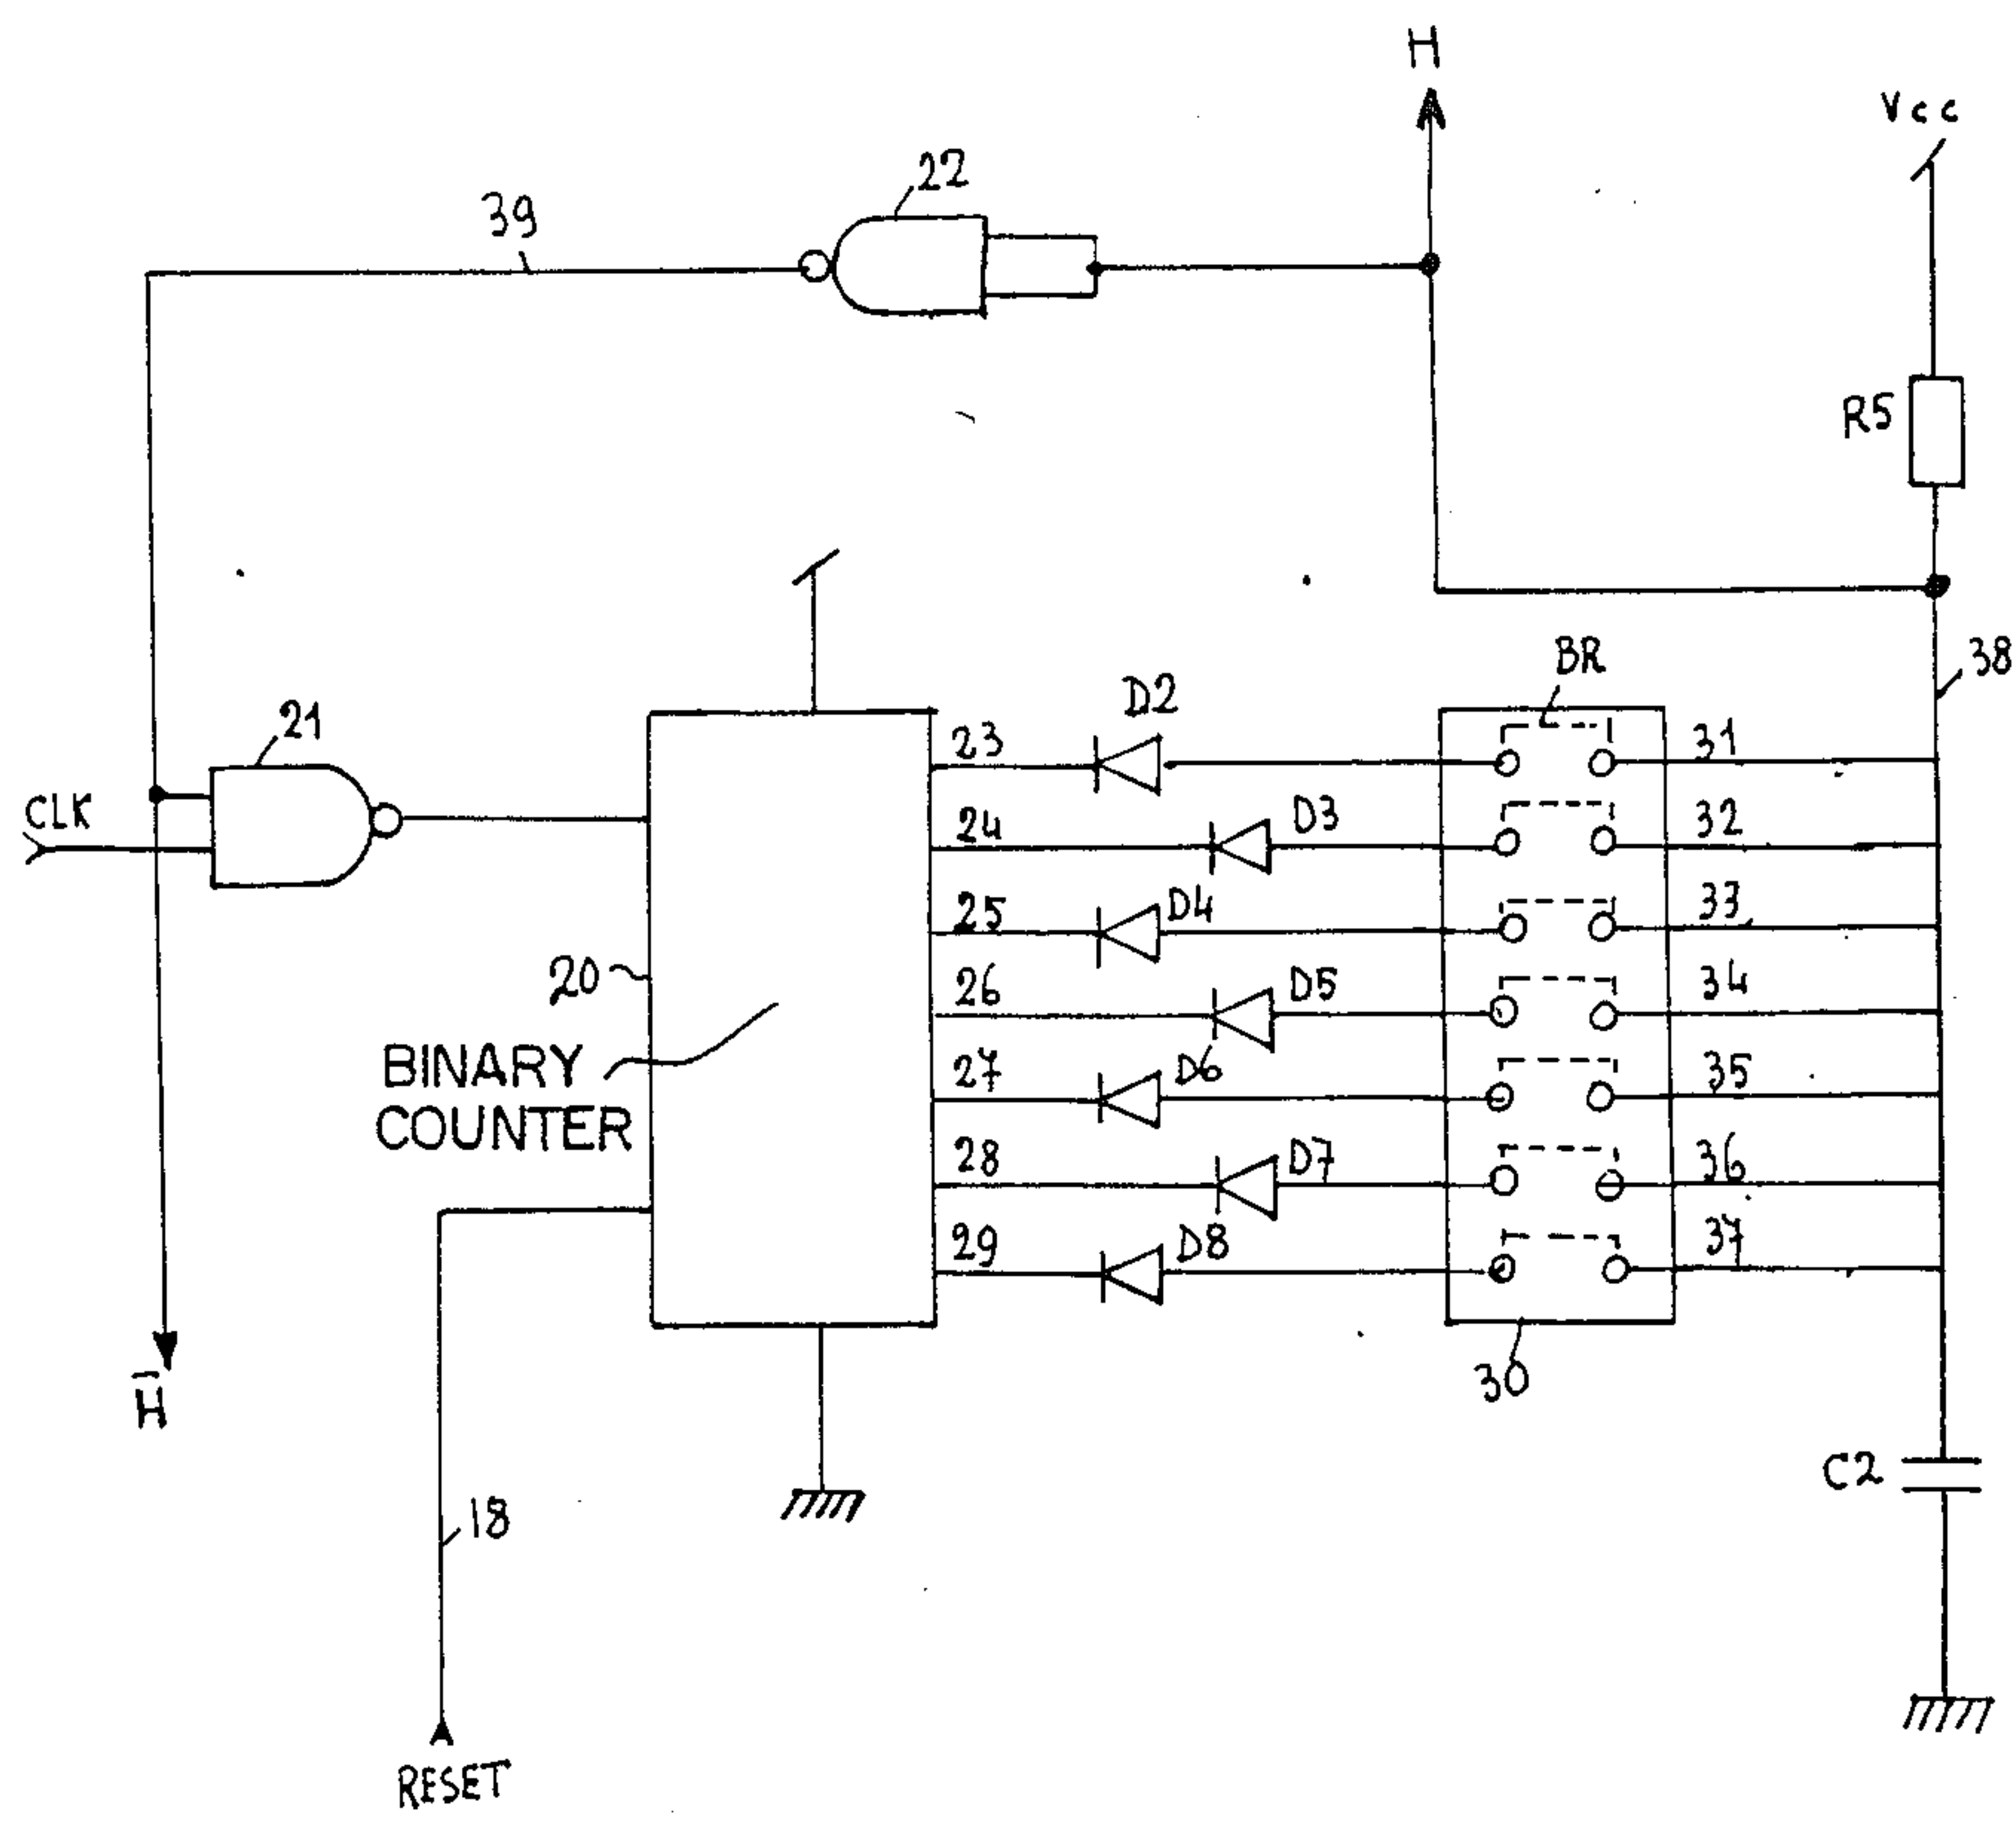 H
Vcc
22
39
R5
38
BR
21
D2
23
31
CLK
24
D3
32
25
D4
33
20
26
D5
34
BINARY
COUNTER
27
D6
35
28
D7
36
29
D8
37
30
H̄
C2
18
RESET